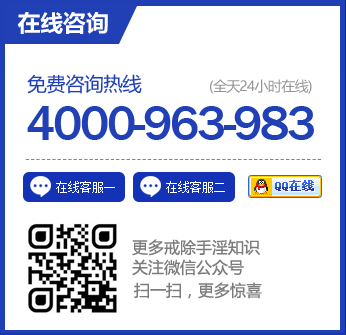 在线咨询
免费咨询热线 (全天24小时在线)
4000-963-983
在线客服一 在线客服二 QQ在线
更多戒除手淫知识
关注微信公众号
扫一扫，更多惊喜